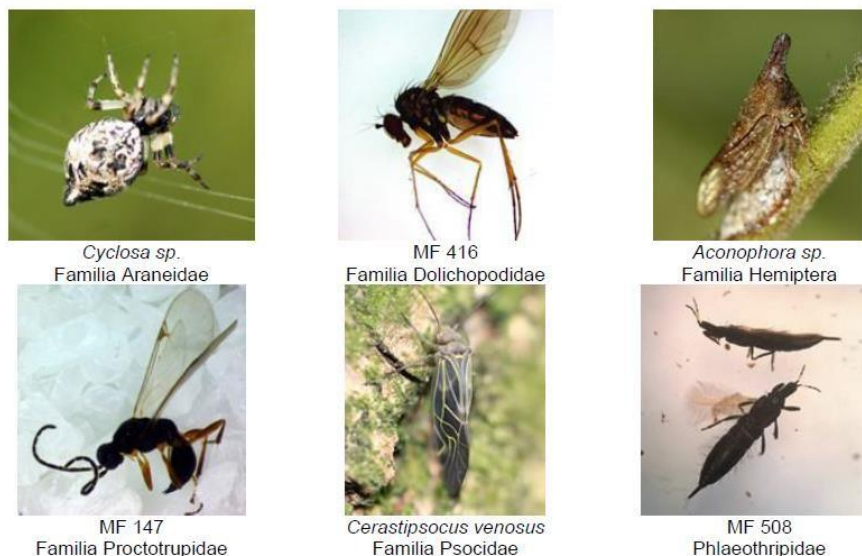 Cyclosa sp.
Familia Araneidae
MF 416
Familia Dolichopodidae
Aconophora sp.
Familia Hemiptera
MF 147
Familia Proctotrupidae
Cerastipsocus venosus
Familia Psocidae
MF 508
Phlaeothripidae